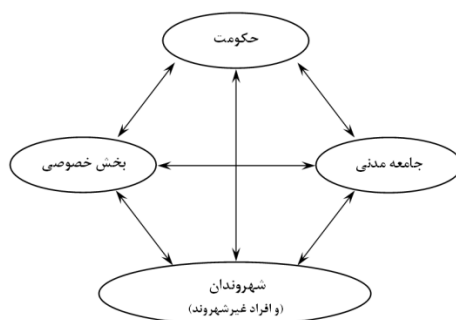 حکومت
جامعه مدنی
بخش خصوصی
شهروندان
(و افراد غیرشهروند)